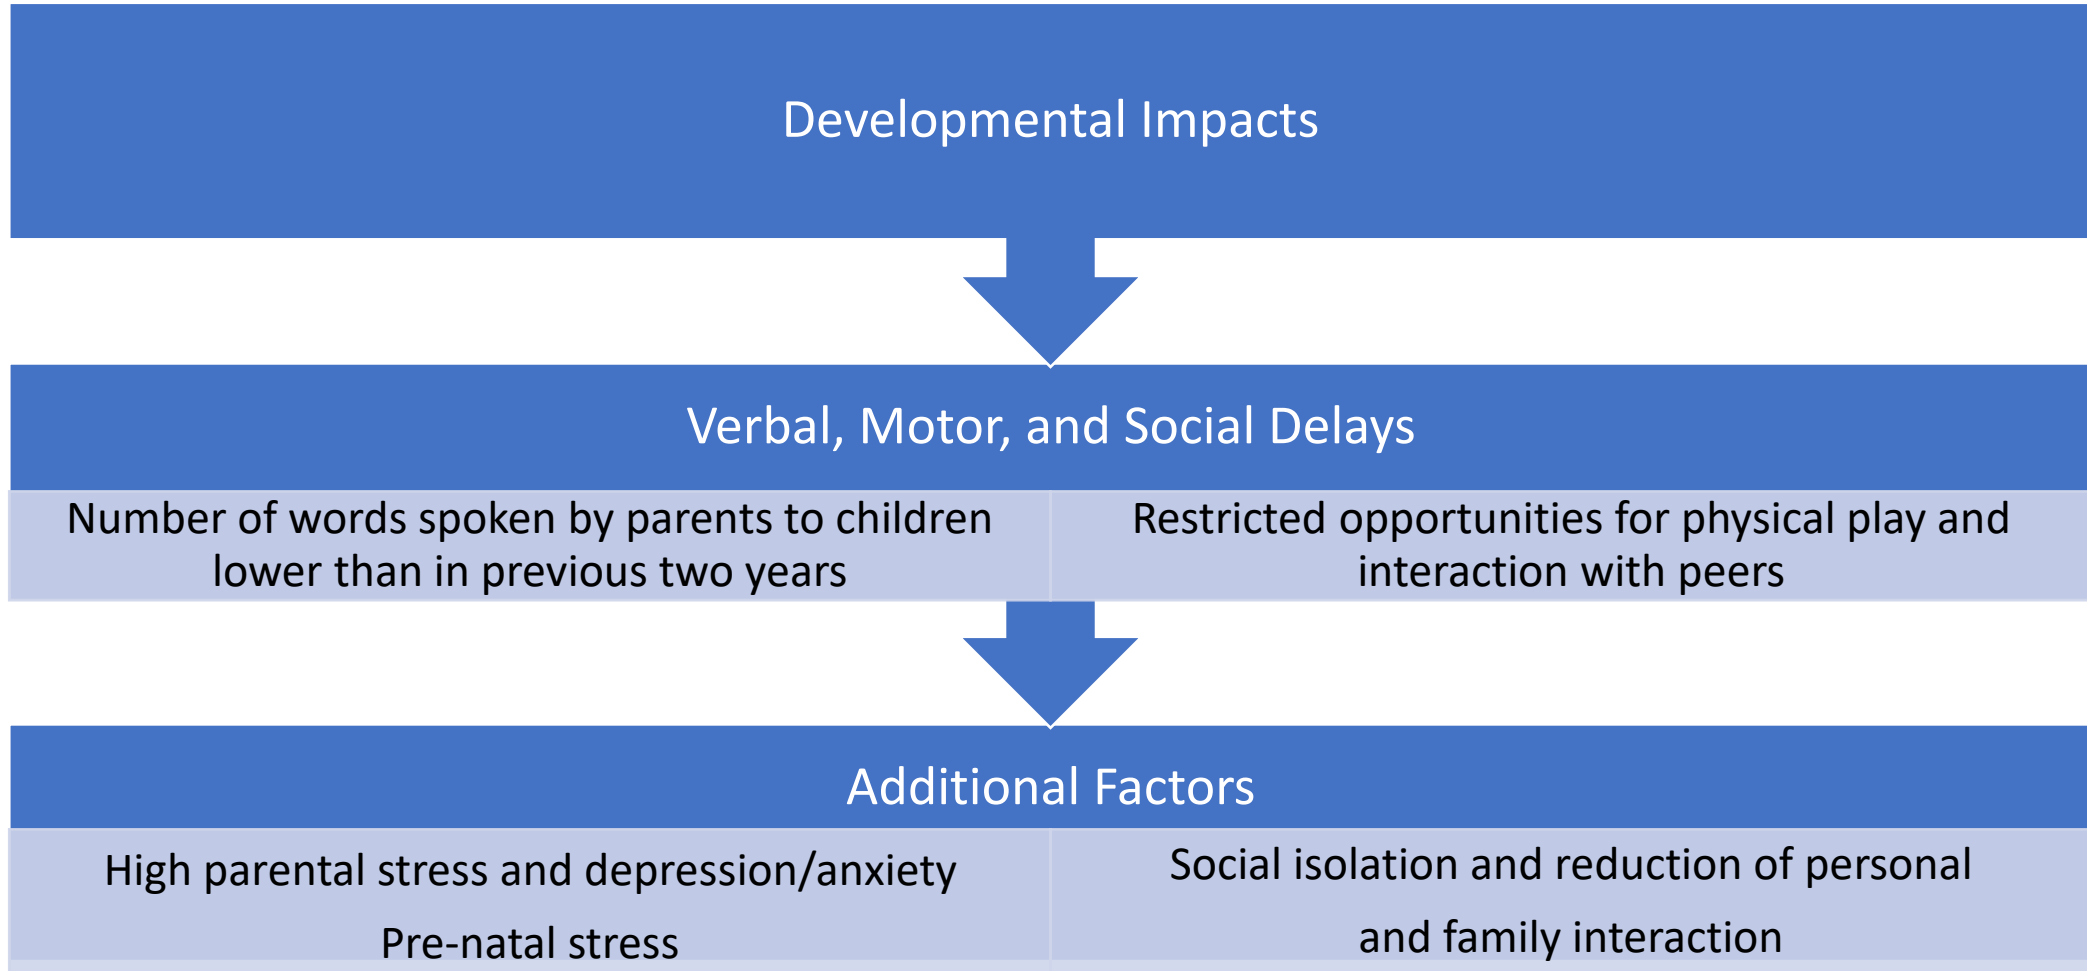 Developmental Impacts
Verbal, Motor, and Social Delays
Number of words spoken by parents to children
lower than in previous two years
Restricted opportunities for physical play and
interaction with peers
Additional Factors
High parental stress and depression/anxiety
Pre-natal stress
Social isolation and reduction of personal
and family interaction